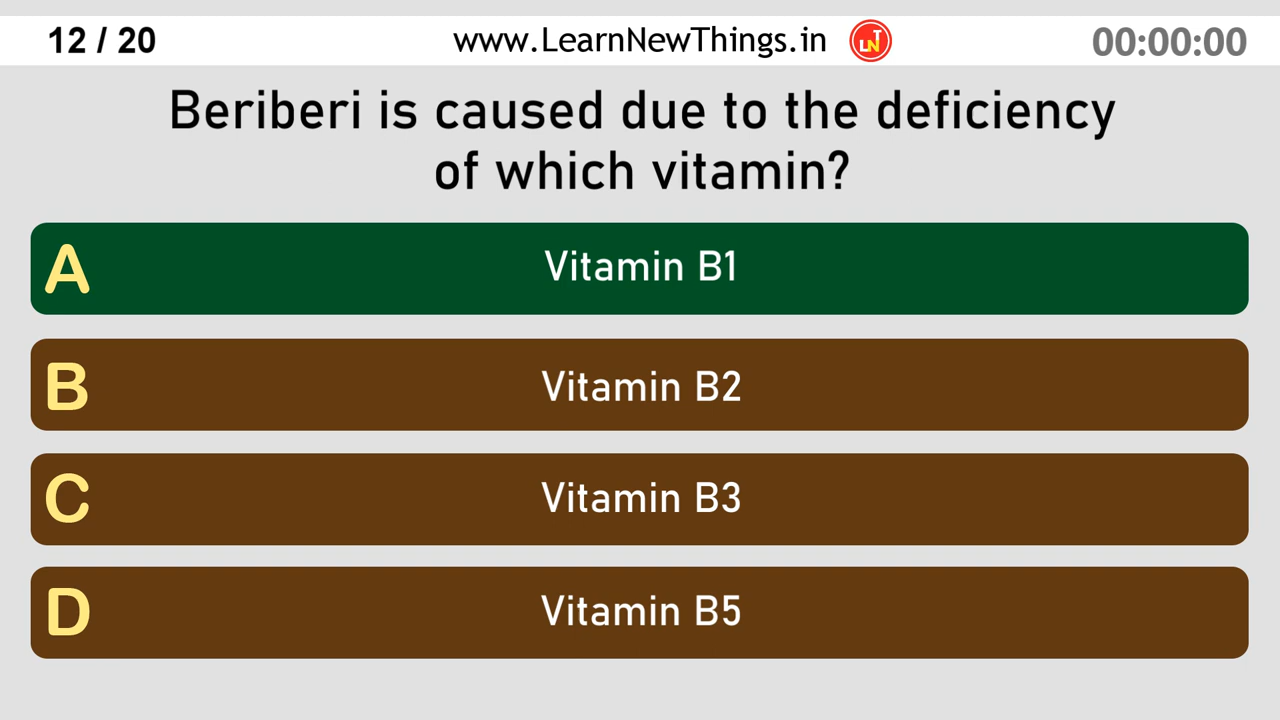 12 / 20
www.LearnNewThings.in
LNT
00:00:00
Beriberi is caused due to the deficiency
of which vitamin?
A Vitamin B1
B Vitamin B2
C Vitamin B3
D Vitamin B5